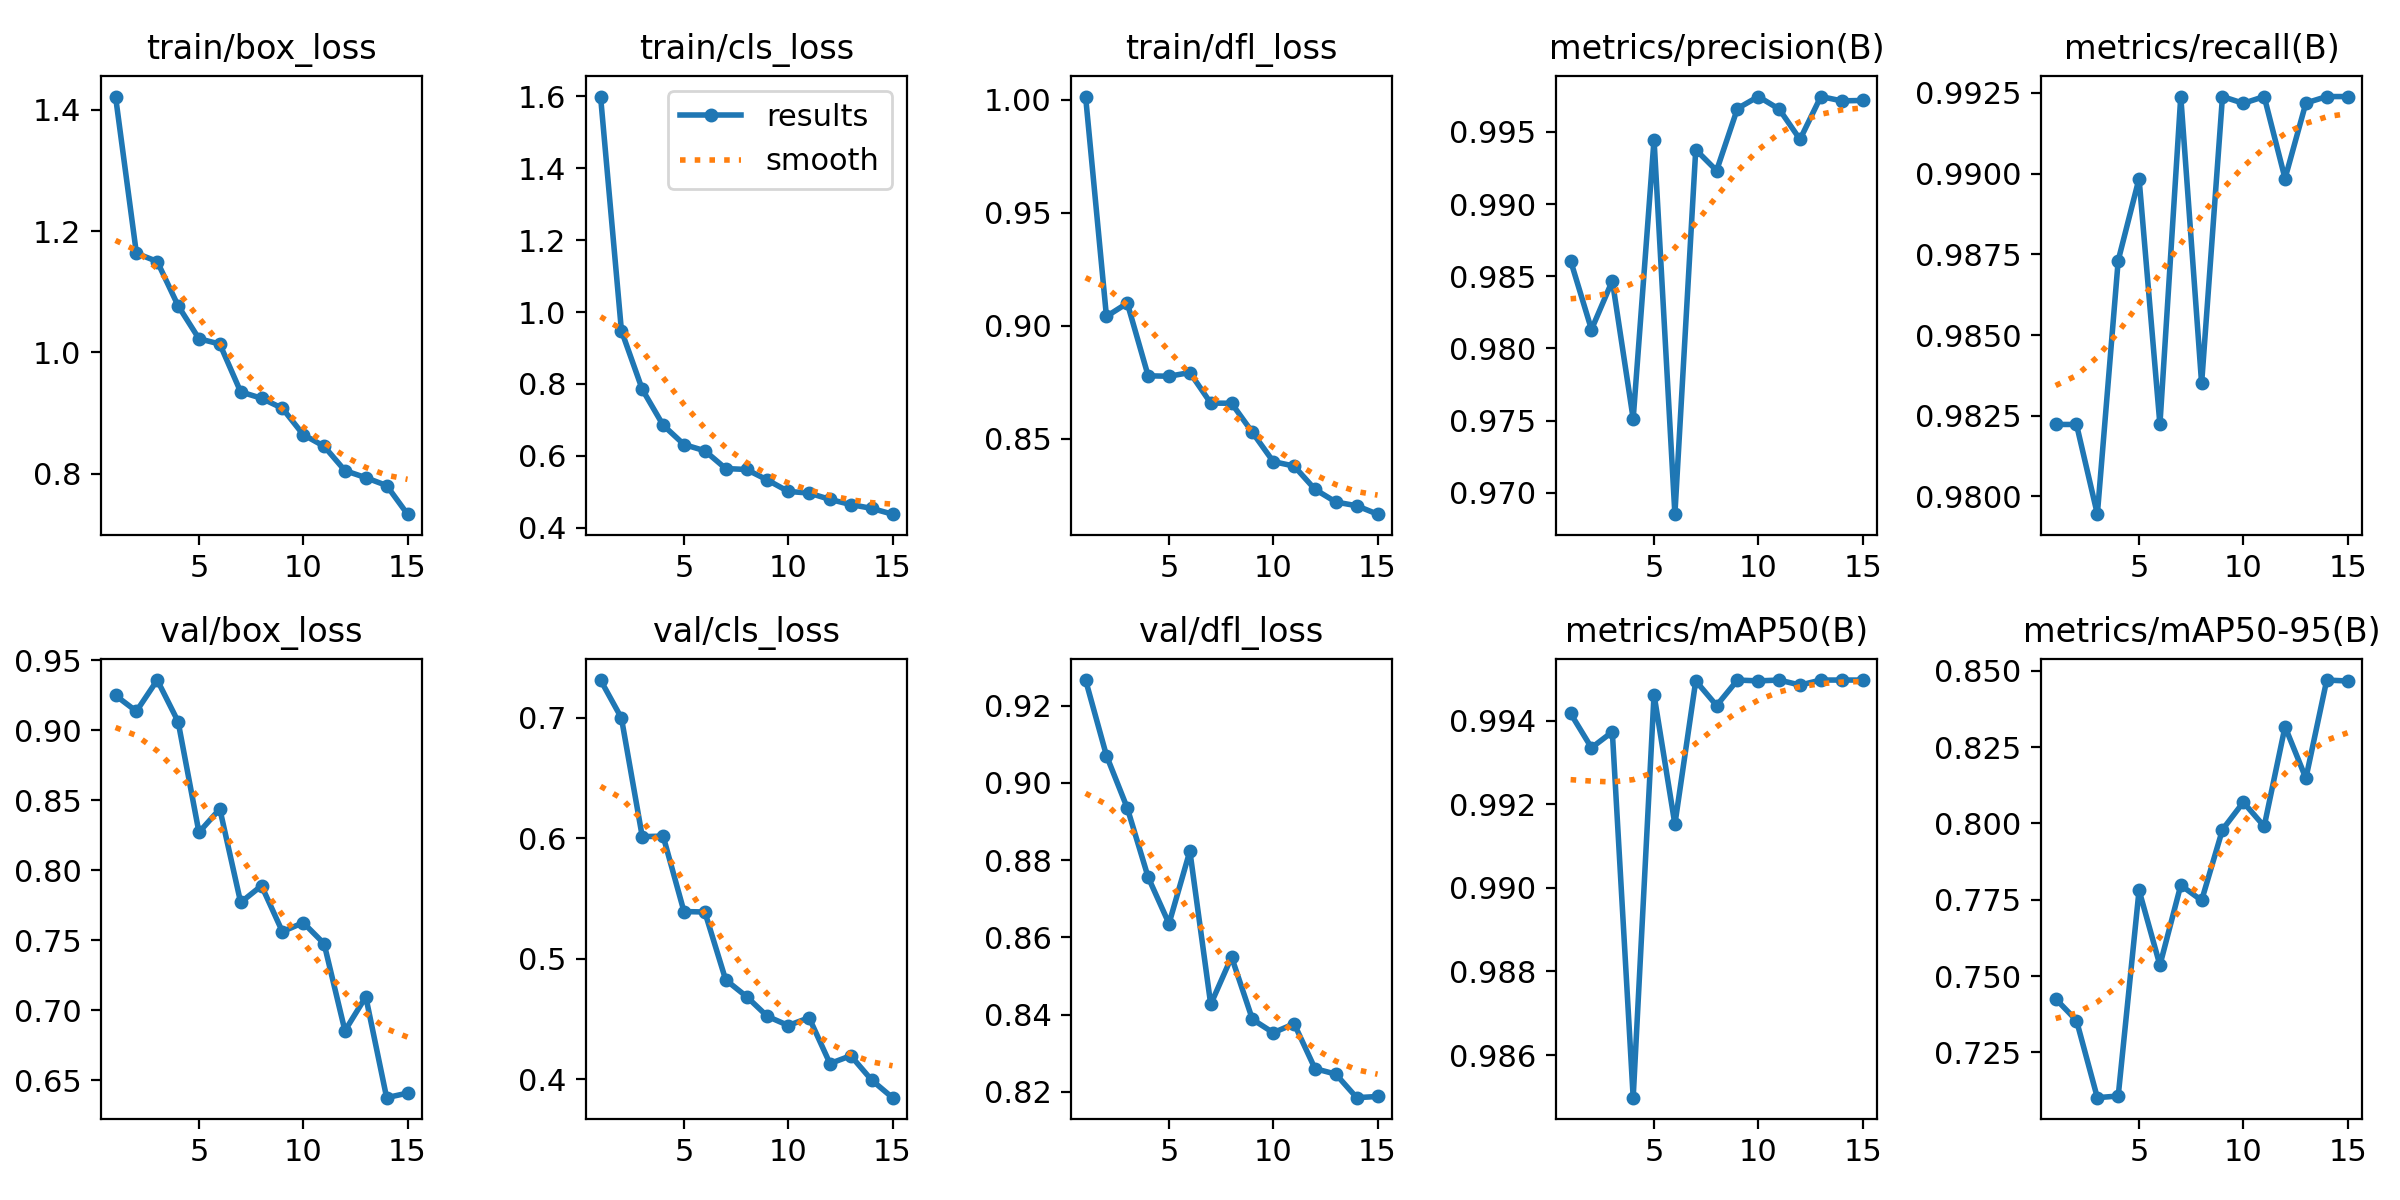 train/box_loss
train/cls_loss
train/dfl_loss
metrics/precision(B)
metrics/recall(B)
1.4
1.2
1.0
0.8
5 10 15
results
smooth
1.6
1.4
1.2
1.0
0.8
0.6
0.4
5 10 15
1.00
0.95
0.90
0.85
5 10 15
0.995
0.990
0.985
0.980
0.975
0.970
5 10 15
0.9925
0.9900
0.9875
0.9850
0.9825
0.9800
5 10 15
val/box_loss
val/cls_loss
val/dfl_loss
metrics/mAP50(B)
metrics/mAP50-95(B)
0.95
0.90
0.85
0.80
0.75
0.70
0.65
5 10 15
0.7
0.6
0.5
0.4
5 10 15
0.92
0.90
0.88
0.86
0.84
0.82
5 10 15
0.994
0.992
0.990
0.988
0.986
5 10 15
0.850
0.825
0.800
0.775
0.750
0.725
5 10 15